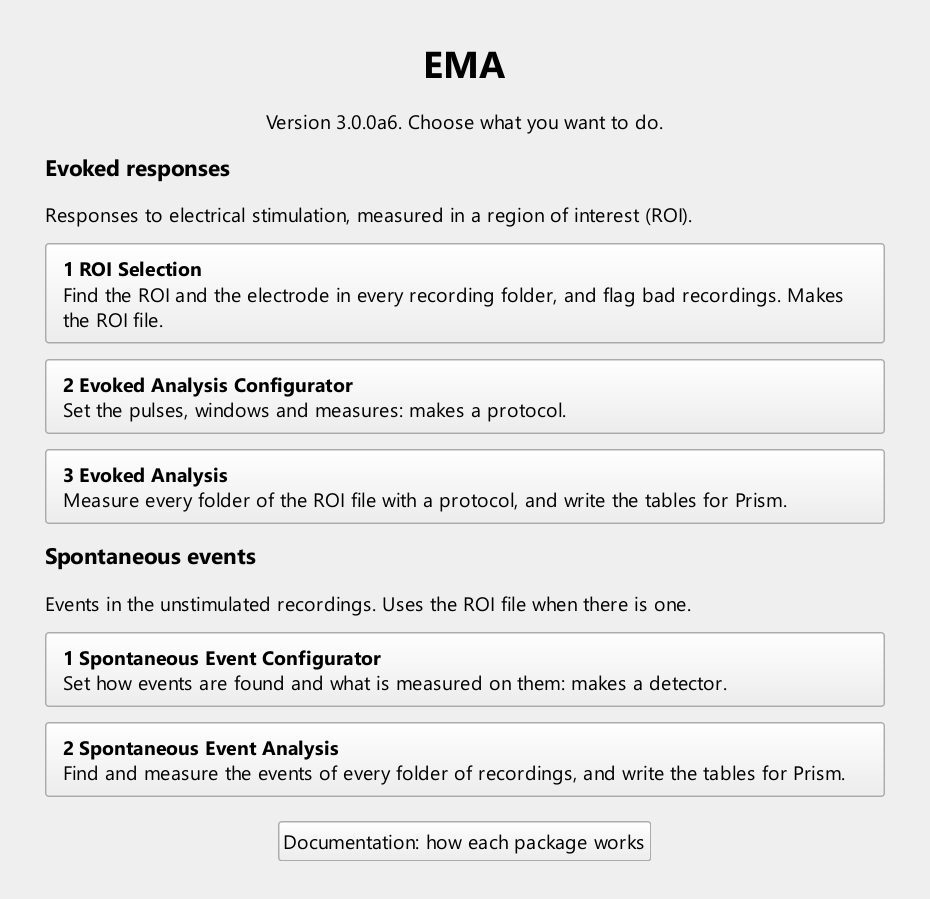 EMA
Version 3.0.0a6. Choose what you want to do.
Evoked responses
Responses to electrical stimulation, measured in a region of interest (ROI).
1 ROI Selection
Find the ROI and the electrode in every recording folder, and flag bad recordings. Makes
the ROI file.
2 Evoked Analysis Configurator
Set the pulses, windows and measures: makes a protocol.
3 Evoked Analysis
Measure every folder of the ROI file with a protocol, and write the tables for Prism.
Spontaneous events
Events in the unstimulated recordings. Uses the ROI file when there is one.
1 Spontaneous Event Configurator
Set how events are found and what is measured on them: makes a detector.
2 Spontaneous Event Analysis
Find and measure the events of every folder of recordings, and write the tables for Prism.
Documentation: how each package works